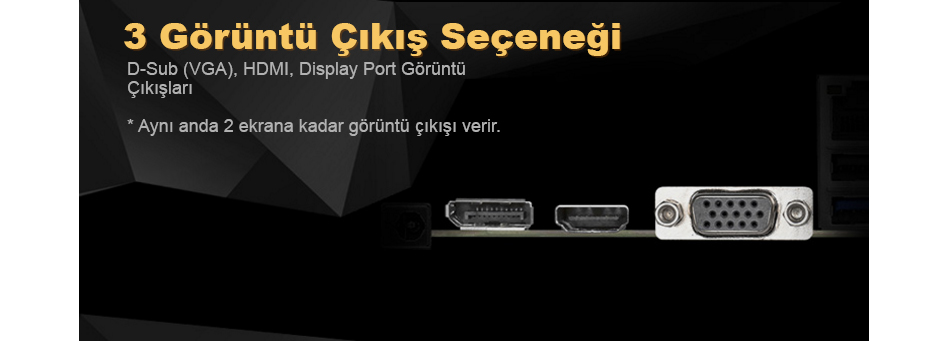 3 Görüntü Çıkış Seçeneği
D-Sub (VGA), HDMI, Display Port Görüntü
Çıkışları
* Aynı anda 2 ekrana kadar görüntü çıkışı verir.